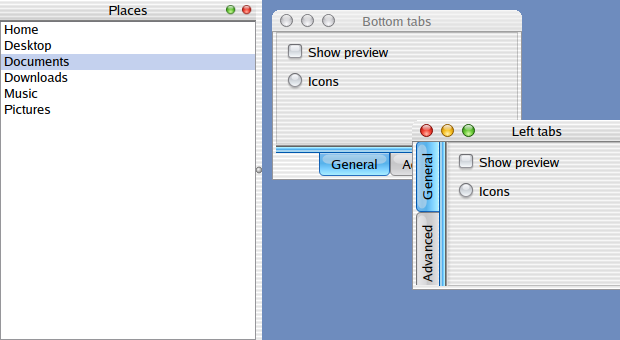 Places
Home
Desktop
Documents
Downloads
Music
Pictures
Bottom tabs
Show preview
Icons
General
Left tabs
General
Advanced
Show preview
Icons